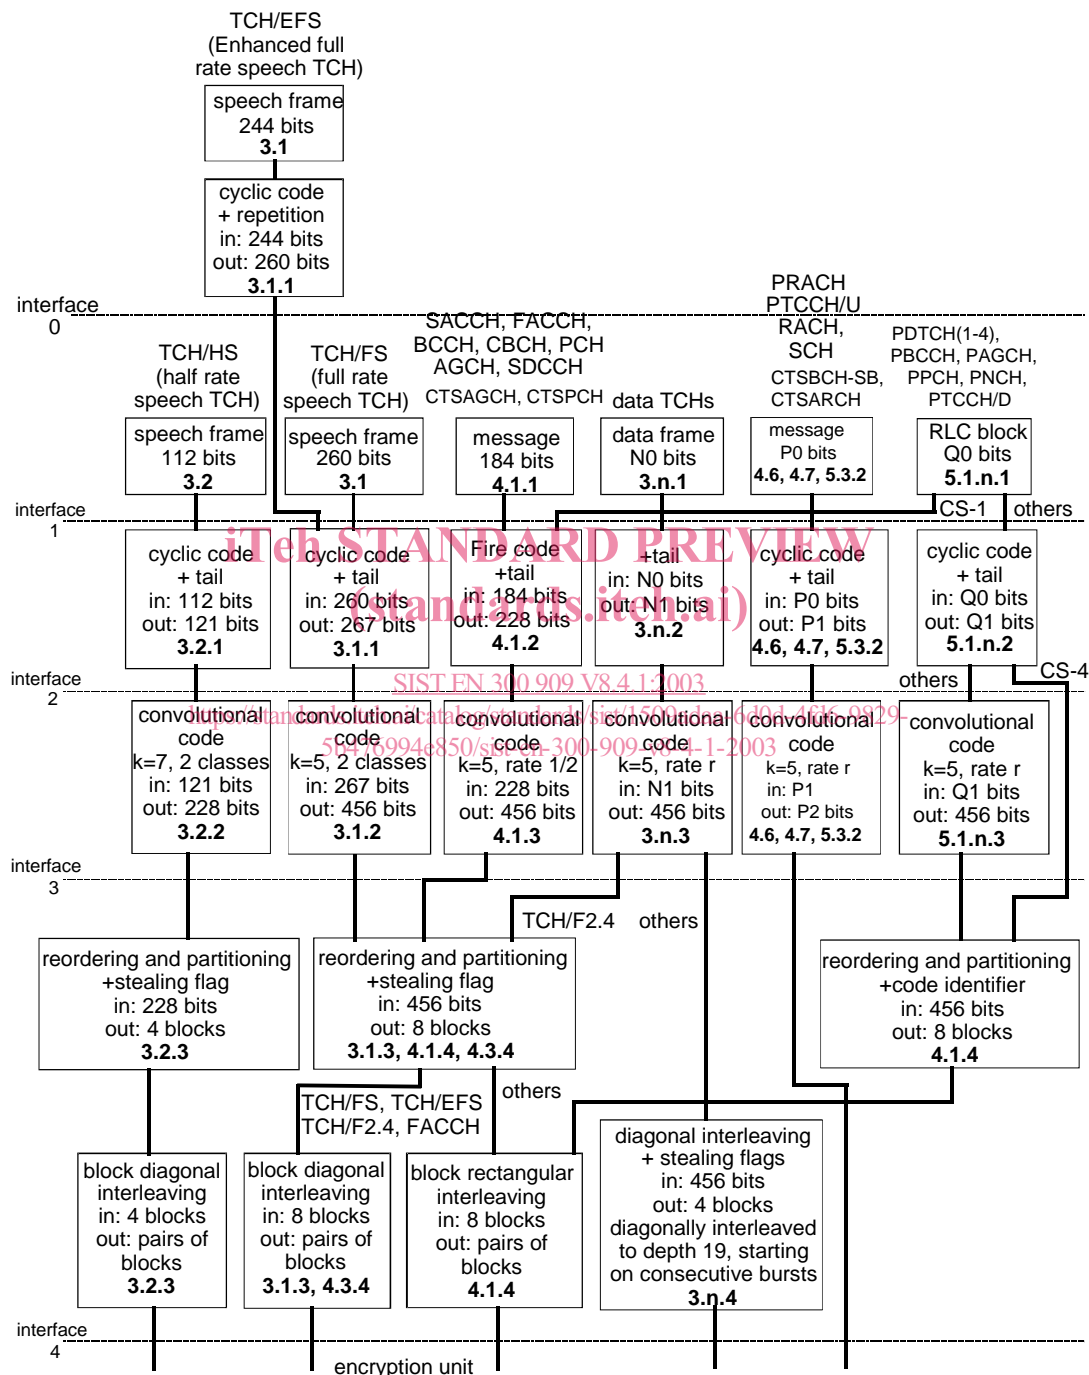 TCH/EFS
(Enhanced full
rate speech TCH)
speech frame
244 bits
3.1
cyclic code
+ repetition
in: 244 bits
out: 260 bits
3.1.1
interface
0
TCH/HS
(half rate
speech TCH)
TCH/FS
(full rate
speech TCH)
SACCH, FACCH,
BCCH, CBCH, PCH
AGCH, SDCCH
CTSAGCH, CTSPCH
data TCHs
PRACH
PTCCH/U
RACH,
SCH
CTSBCH-SB,
CTSARCH
PDTCH(1-4),
PBCCH, PAGCH,
PPCH, PNCH,
PTCCH/D
speech frame
112 bits
3.2
speech frame
260 bits
3.1
message
184 bits
4.1.1
data frame
N0 bits
3.n.1
message
P0 bits
4.6, 4.7, 5.3.2
RLC block
Q0 bits
5.1.n.1
interface
1
CS-1
others
iTeh STANDARD PREVIEW
(standards.iteh.ai)
cyclic code
+ tail
in: 112 bits
out: 121 bits
3.2.1
cyclic code
+ tail
in: 260 bits
out: 267 bits
3.1.1
Fire code
+tail
in: 184 bits
out: 228 bits
4.1.2
+tail
in: N0 bits
out: N1 bits
3.n.2
cyclic code
+ tail
in: P0 bits
out: P1 bits
4.6, 4.7, 5.3.2
cyclic code
+ tail
in: Q0 bits
out: Q1 bits
5.1.n.2
interface
2
SIST EN 300 909 V8.4.1:2003
others
CS-4
convolutional
code
k=7, 2 classes
in: 121 bits
out: 228 bits
3.2.2
convolutional
code
k=5, 2 classes
in: 267 bits
out: 456 bits
3.1.2
convolutional
code
k=5, rate 1/2
in: 228 bits
out: 456 bits
4.1.3
convolutional
code
k=5, rate r
in: N1 bits
out: 456 bits
3.n.3
convolutional
code
k=5, rate r
in: P1
out: P2 bits
4.6, 4.7, 5.3.2
convolutional
code
k=5, rate r
in: Q1 bits
out: 456 bits
5.1.n.3
interface
3
TCH/F2.4
others
reordering and partitioning
+stealing flag
in: 228 bits
out: 4 blocks
3.2.3
reordering and partitioning
+stealing flag
in: 456 bits
out: 8 blocks
3.1.3, 4.1.4, 4.3.4
reordering and partitioning
+code identifier
in: 456 bits
out: 8 blocks
4.1.4
TCH/FS, TCH/EFS
TCH/F2.4, FACCH
others
block diagonal
interleaving
in: 4 blocks
out: pairs of
blocks
3.2.3
block diagonal
interleaving
in: 8 blocks
out: pairs of
blocks
3.1.3, 4.3.4
block rectangular
interleaving
in: 8 blocks
out: pairs of
blocks
4.1.4
diagonal interleaving
+ stealing flags
in: 456 bits
out: 4 blocks
diagonally interleaved
to depth 19, starting
on consecutive bursts
3.n.4
interface
4
encryption unit